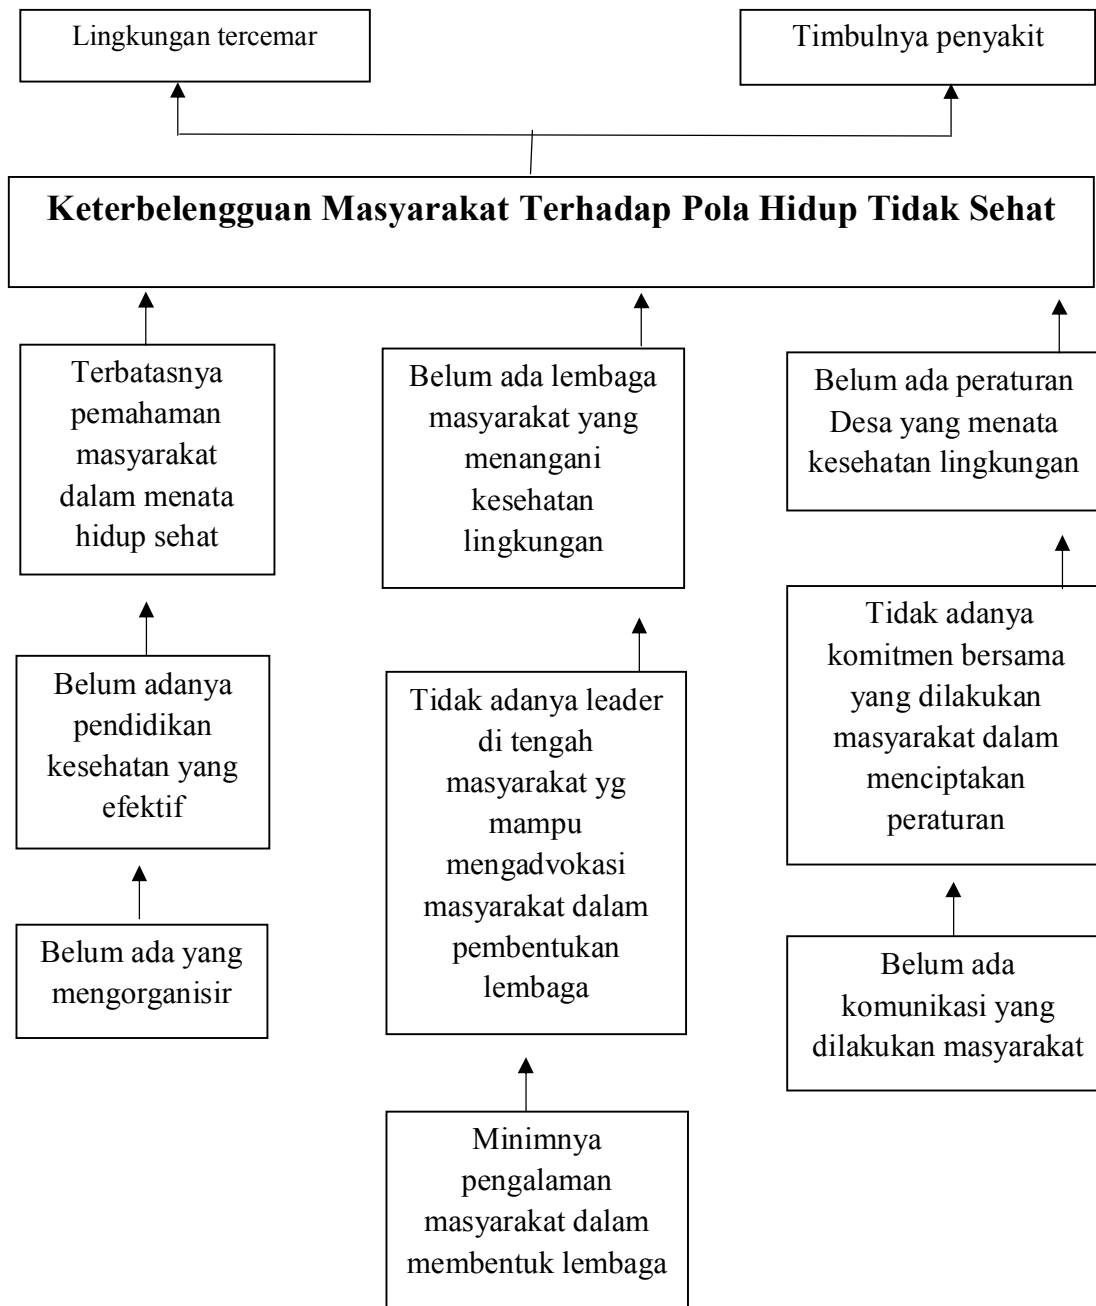 Lingkungan tercemar
Timbulnya penyakit
Keterbelengguan Masyarakat Terhadap Pola Hidup Tidak Sehat
Terbatasnya
pemahaman
masyarakat
dalam menata
hidup sehat
Belum ada lembaga
masyarakat yang
menangani
kesehatan
lingkungan
Belum ada peraturan
Desa yang menata
kesehatan lingkungan
Belum adanya
pendidikan
kesehatan yang
efektif
Tidak adanya leader
di tengah
masyarakat yg
mampu
mengadvokasi
masyarakat dalam
pembentukan
lembaga
Tidak adanya
komitmen bersama
yang dilakukan
masyarakat dalam
menciptakan
peraturan
Belum ada yang
mengorganisir
Minimnya
pengalaman
masyarakat dalam
membentuk lembaga
Belum ada
komunikasi yang
dilakukan masyarakat